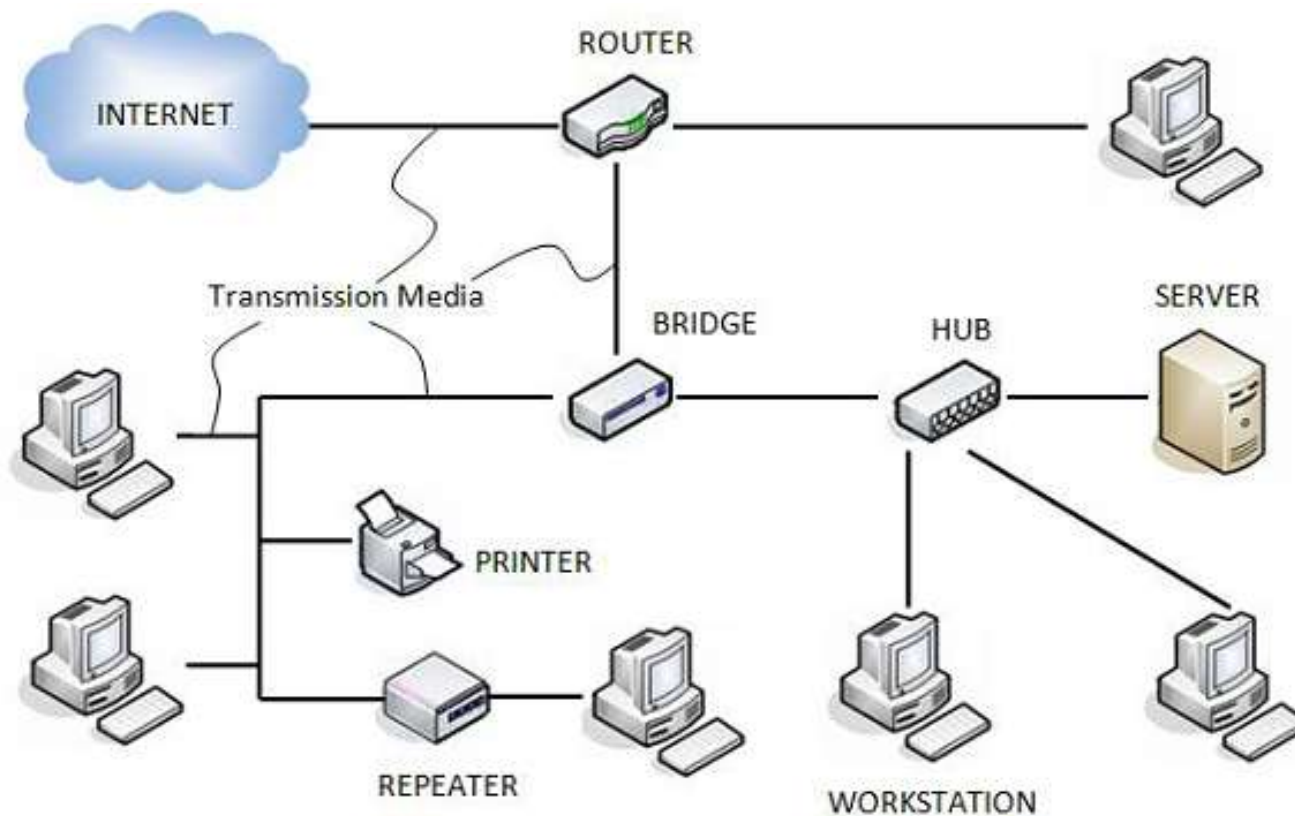 ROUTER
INTERNET
Transmission Media
SERVER
BRIDGE
HUB
PRINTER
REPEATER
WORKSTATION